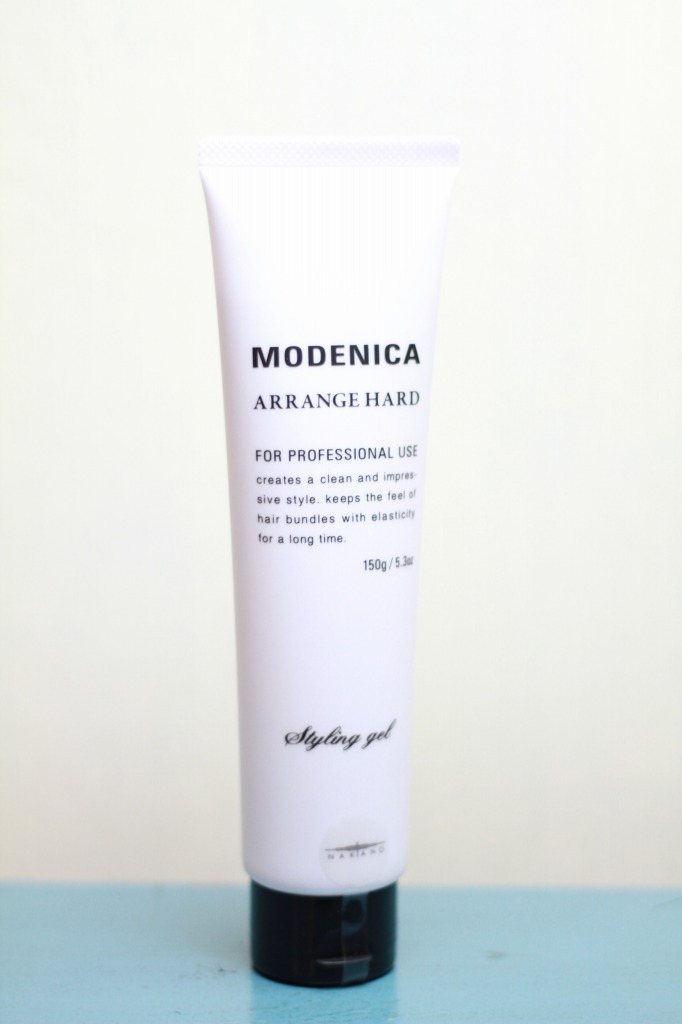 MODENICA
ARRANGE HARD
FOR PROFESSIONAL USE
creates a clean and impres-
sive style. keeps the feel of
hair bundles with elasticity
for a long time.
150g / 5.3oz
Styling gel
NAKANO